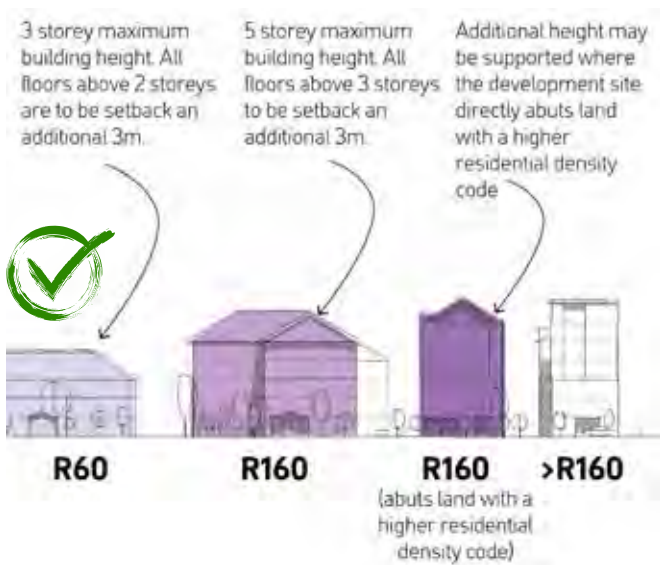 3 storey maximum
building height. All
floors above 2 storeys
are to be setback an
additional 3m.
5 storey maximum
building height. All
floors above 3 storeys
to be setback an
additional 3m.
Additional height may
be supported where
the development site
directly abuts land
with a higher
residential density
code
R60
R160
R160
(abuts land with a
higher residential
density code)
>R160